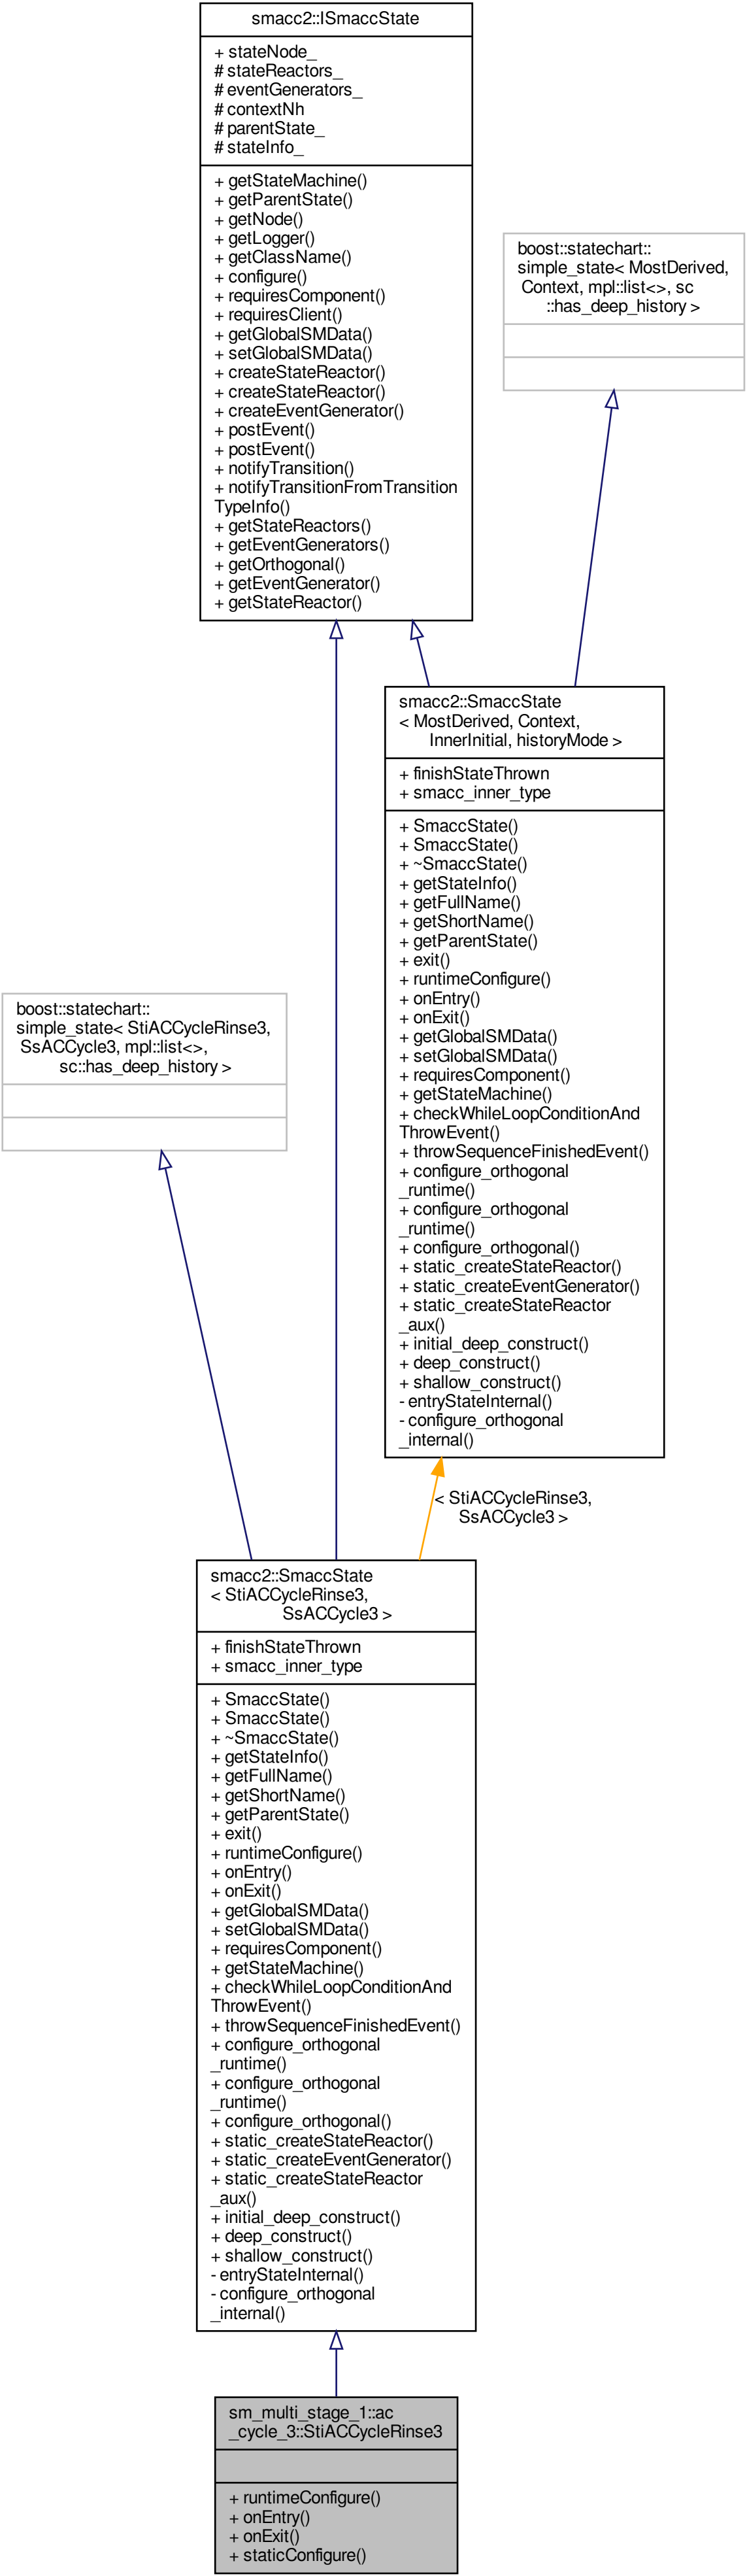 smacc2::ISmaccState
+ stateNode_
# stateReactors_
# eventGenerators_
# contextNh
# parentState_
# stateInfo_
+ getStateMachine()
+ getParentState()
+ getNode()
+ getLogger()
+ getClassName()
+ configure()
+ requiresComponent()
+ requiresClient()
+ getGlobalSMData()
+ setGlobalSMData()
+ createStateReactor()
+ createStateReactor()
+ createEventGenerator()
+ postEvent()
+ postEvent()
+ notifyTransition()
+ notifyTransitionFromTransition
TypeInfo()
+ getStateReactors()
+ getEventGenerators()
+ getOrthogonal()
+ getEventGenerator()
+ getStateReactor()
boost::statechart::
simple_state< MostDerived,
Context, mpl::list<>, sc
::has_deep_history >
smacc2::SmaccState
< MostDerived, Context,
InnerInitial, historyMode >
+ finishStateThrown
+ smacc_inner_type
+ SmaccState()
+ SmaccState()
+ ~SmaccState()
+ getStateInfo()
+ getFullName()
+ getShortName()
+ getParentState()
+ exit()
+ runtimeConfigure()
+ onEntry()
+ onExit()
+ getGlobalSMData()
+ setGlobalSMData()
+ requiresComponent()
+ getStateMachine()
+ checkWhileLoopConditionAnd
ThrowEvent()
+ throwSequenceFinishedEvent()
+ configure_orthogonal
_runtime()
+ configure_orthogonal
_runtime()
+ configure_orthogonal()
+ static_createStateReactor()
+ static_createEventGenerator()
+ static_createStateReactor
_aux()
+ initial_deep_construct()
+ deep_construct()
+ shallow_construct()
- entryStateInternal()
- configure_orthogonal
_internal()
boost::statechart::
simple_state< StiACCycleRinse3,
SsACCycle3, mpl::list<>,
sc::has_deep_history >
< StiACCycleRinse3,
SsACCycle3 >
smacc2::SmaccState
< StiACCycleRinse3,
SsACCycle3 >
+ finishStateThrown
+ smacc_inner_type
+ SmaccState()
+ SmaccState()
+ ~SmaccState()
+ getStateInfo()
+ getFullName()
+ getShortName()
+ getParentState()
+ exit()
+ runtimeConfigure()
+ onEntry()
+ onExit()
+ getGlobalSMData()
+ setGlobalSMData()
+ requiresComponent()
+ getStateMachine()
+ checkWhileLoopConditionAnd
ThrowEvent()
+ throwSequenceFinishedEvent()
+ configure_orthogonal
_runtime()
+ configure_orthogonal
_runtime()
+ configure_orthogonal()
+ static_createStateReactor()
+ static_createEventGenerator()
+ static_createStateReactor
_aux()
+ initial_deep_construct()
+ deep_construct()
+ shallow_construct()
- entryStateInternal()
- configure_orthogonal
_internal()
sm_multi_stage_1::ac
_cycle_3::StiACCycleRinse3
+ runtimeConfigure()
+ onEntry()
+ onExit()
+ staticConfigure()